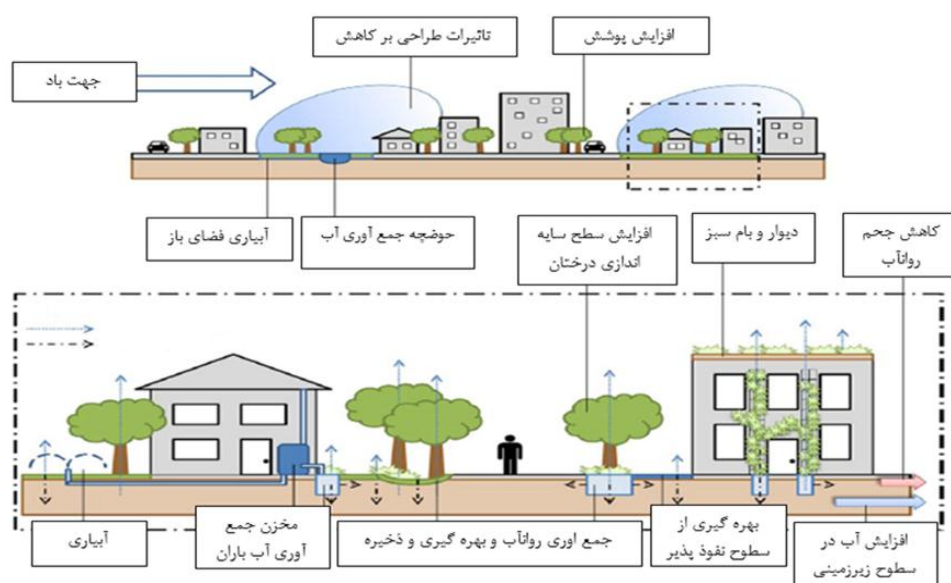 تاثیرات طراحی بر کاهش
افزایش پوشش
جهت باد
آبیاری فضای باز
حوضچه جمع آوری آب
افزایش سطح سایه
اندازی درختان
دیوار و بام سبز
کاهش جحم
رواناب
آبیاری
مخزن جمع
آوری آب باران
جمع اوری رواناب و بهره گیری و ذخیره
بهره گیری از
سطوح نفوذ پذیر
افزایش آب در
سطوح زیرزمینی